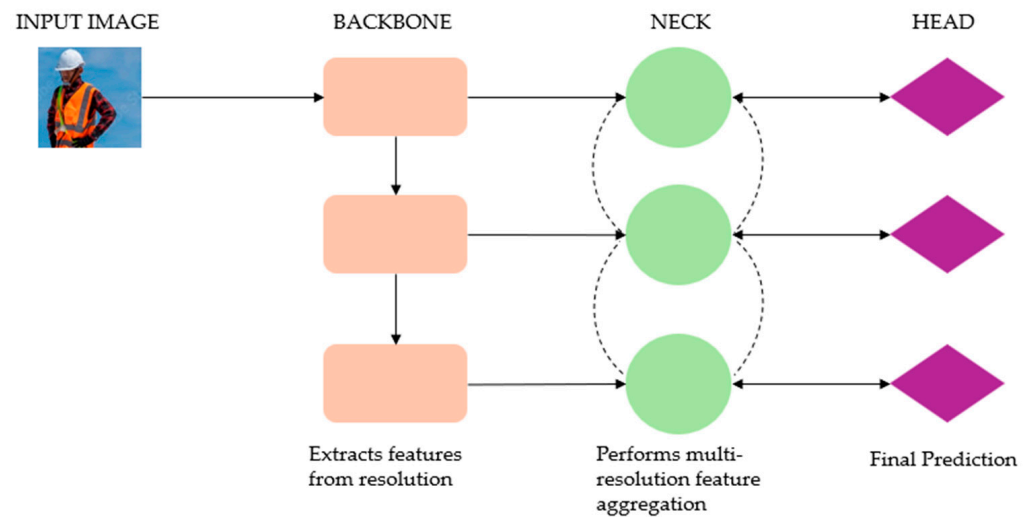 INPUT IMAGE
BACKBONE
NECK
HEAD
Extracts features
from resolution
Performs multi-
resolution feature
aggregation
Final Prediction